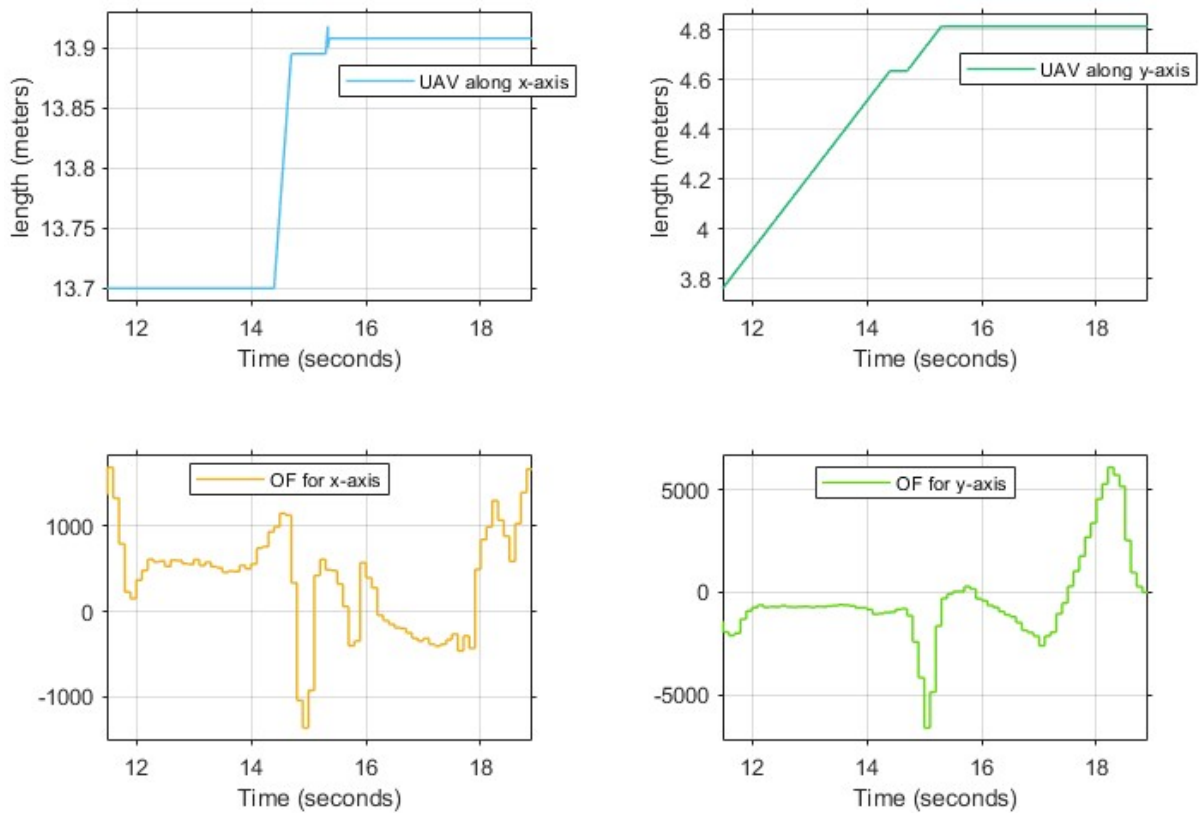 13.9
13.85
13.8
13.75
13.7
length (meters)
UAV along x-axis
12 14 16 18
Time (seconds)
4.8
4.6
4.4
4.2
4
3.8
length (meters)
UAV along y-axis
12 14 16 18
Time (seconds)
1000
0
-1000
OF for x-axis
12 14 16 18
Time (seconds)
5000
0
-5000
OF for y-axis
12 14 16 18
Time (seconds)